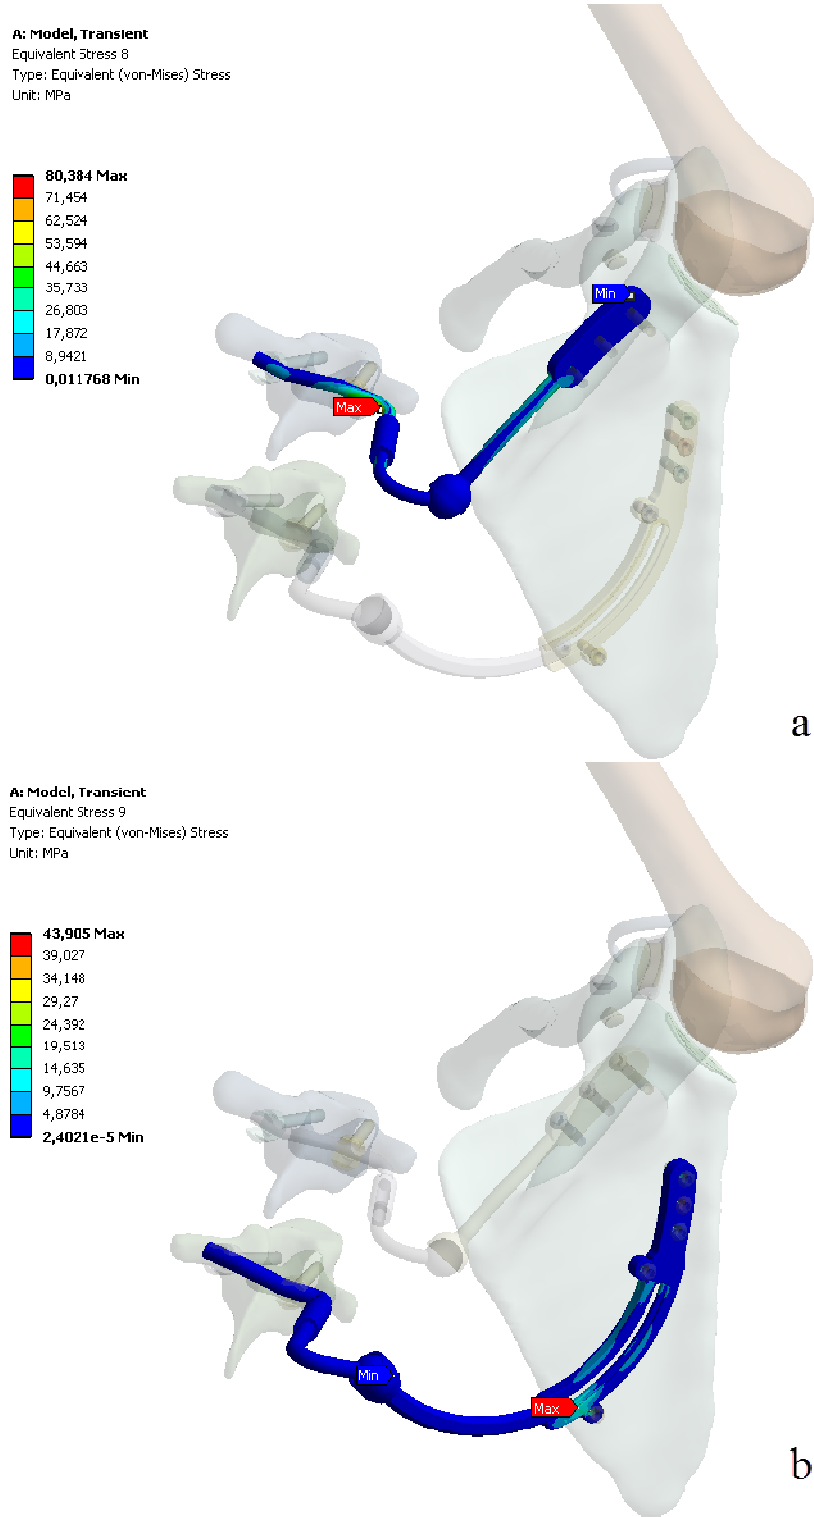 A: Model, Transient
Equivalent Stress 8
Type: Equivalent (von-Mises) Stress
Unit: MPa
80,384 Max
71,454
62,524
53,594
44,663
35,733
26,803
17,872
8,9421
0,011768 Min
Min
Max
a
A: Model, Transient
Equivalent Stress 9
Type: Equivalent (von-Mises) Stress
Unit: MPa
43,905 Max
39,027
34,148
29,27
24,392
19,513
14,635
9,7567
4,8784
2,4021e-5 Min
Min
Max
b